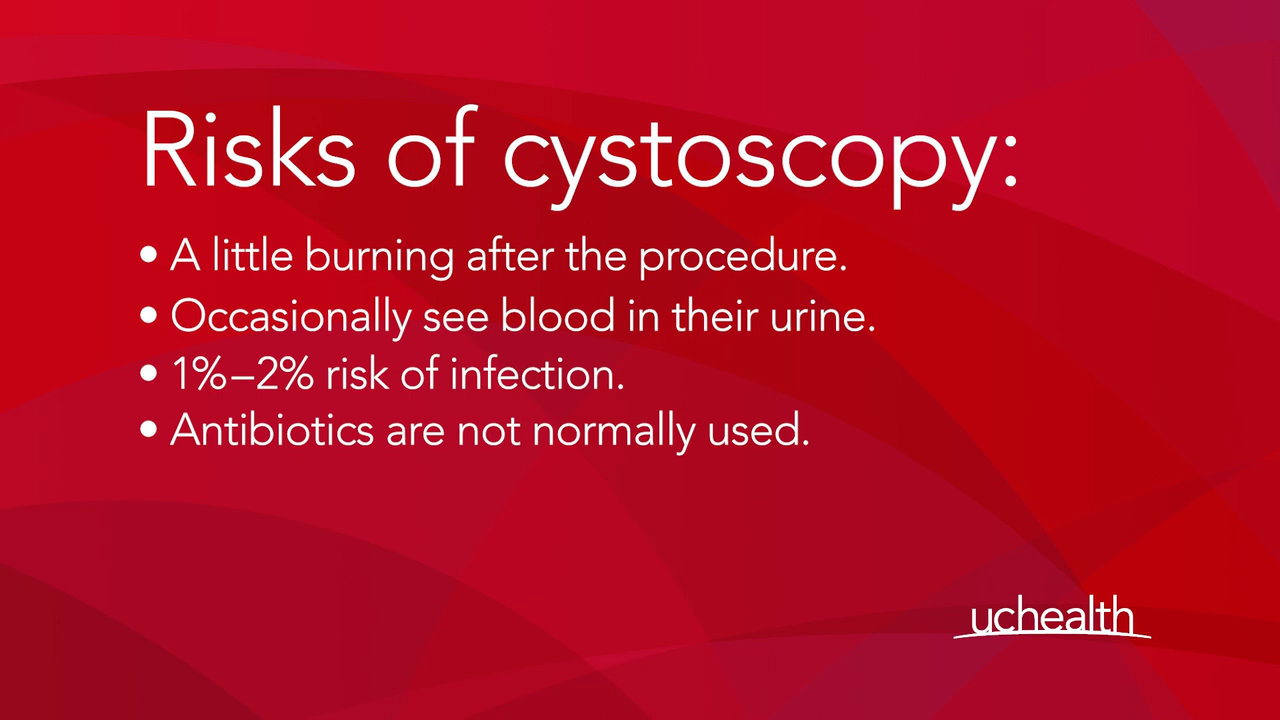 Risks of cystoscopy:
• A little burning after the procedure.
• Occasionally see blood in their urine.
• 1%–2% risk of infection.
• Antibiotics are not normally used.
uchealth